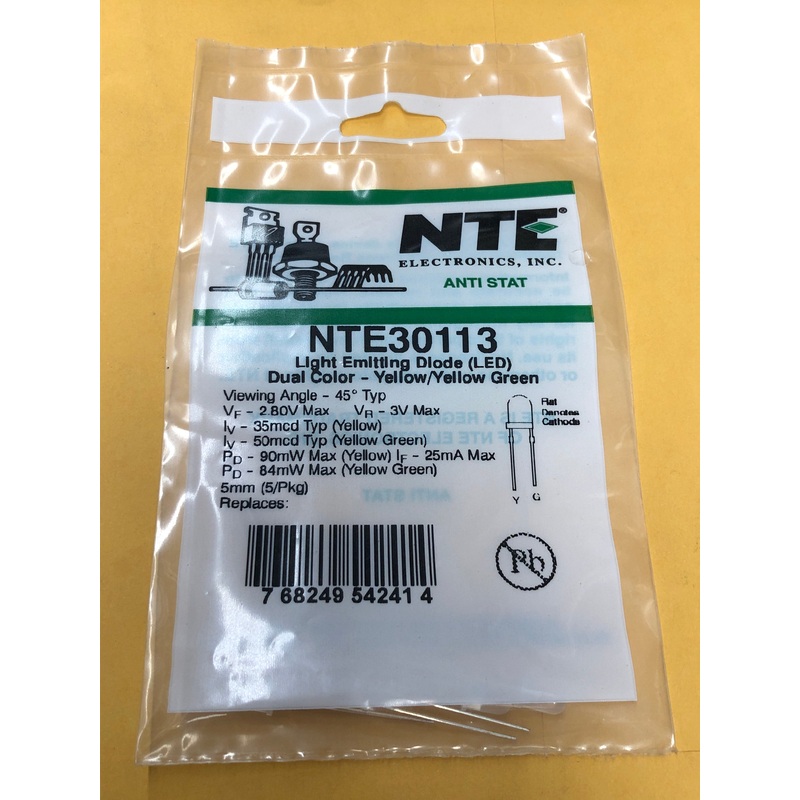 NTE®
ELECTRONICS, INC.
ANTI STAT
NTE30113
Light Emitting Diode (LED)
Dual Color - Yellow/Yellow Green
Viewing Angle - 45° Typ
VF - 2.80V Max VR - 3V Max
IV - 35mcd Typ (Yellow)
IV - 50mcd Typ (Yellow Green)
PD - 90mW Max (Yellow) IF - 25mA Max
PD - 84mW Max (Yellow Green)
5mm (5/Pkg)
Replaces:
Flat
Denotes
Cathode
Y G
Pb
7 68249 54241 4